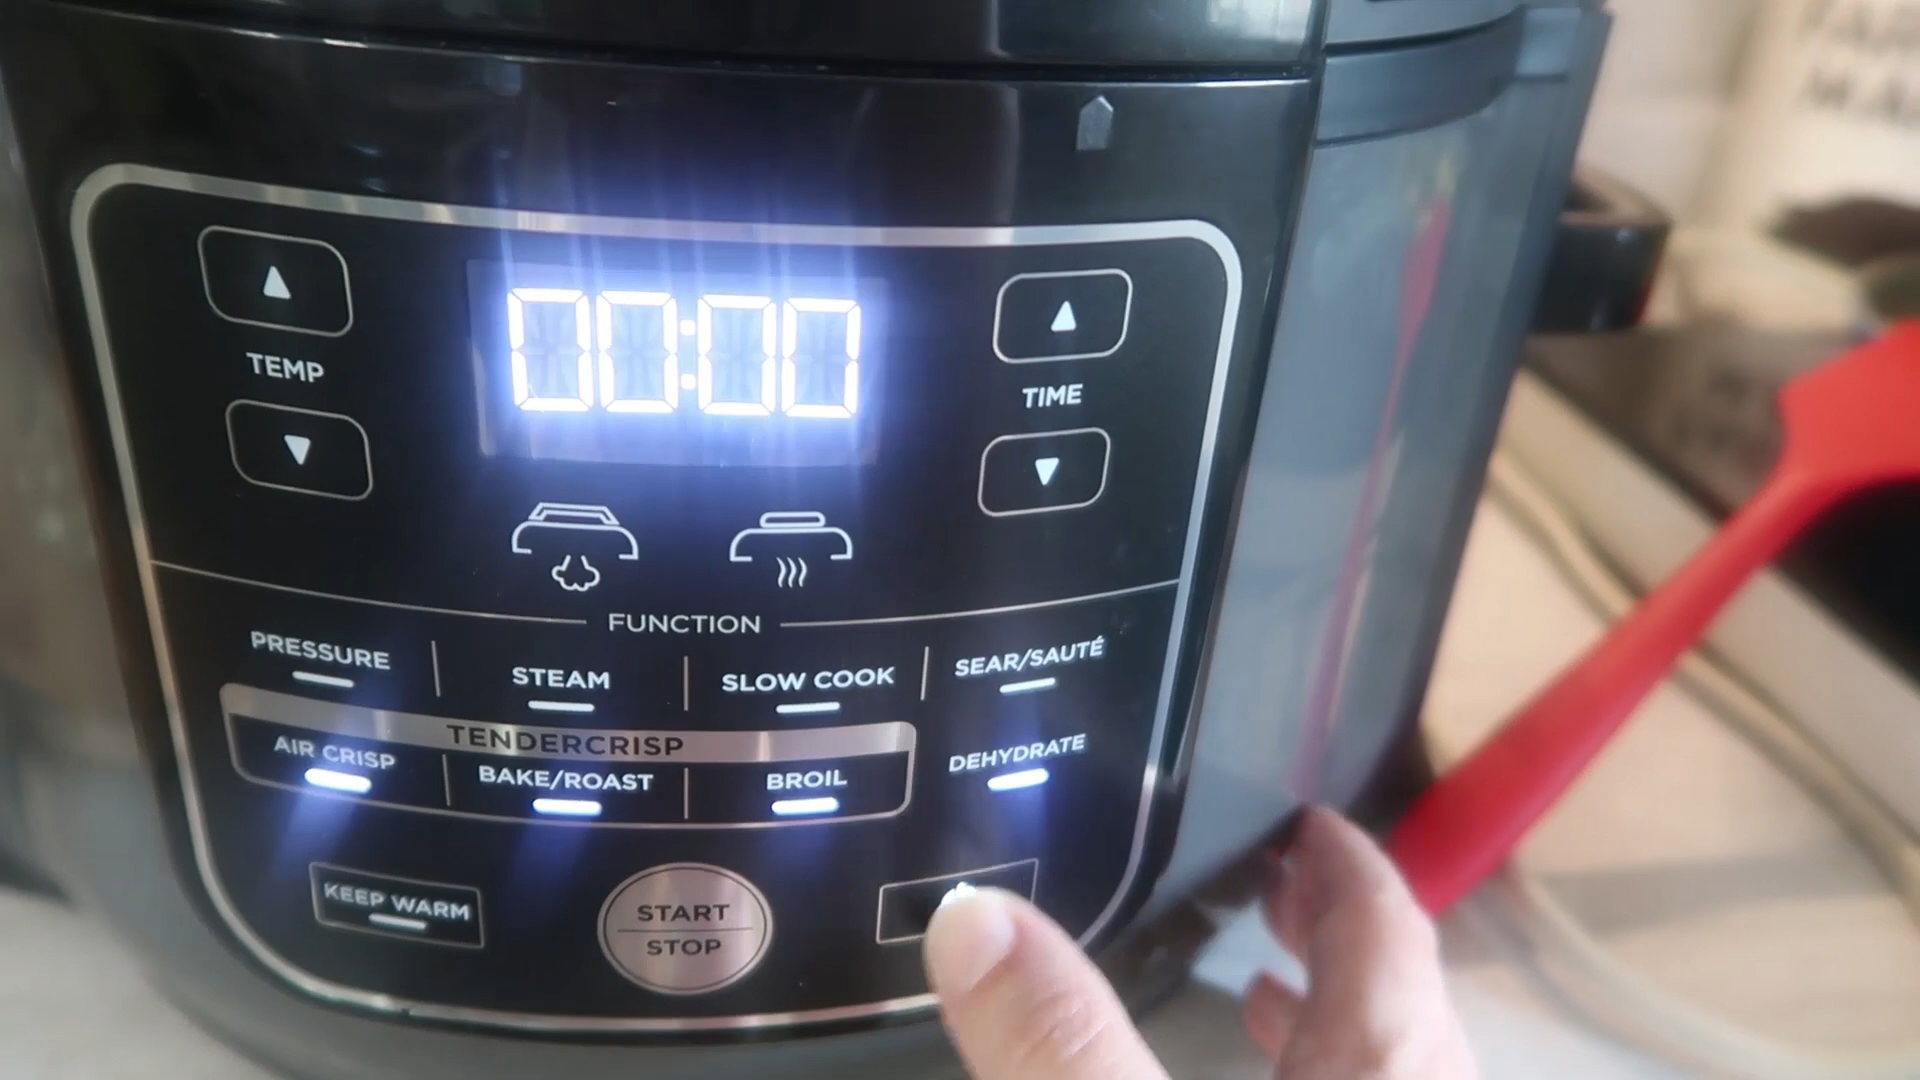 00:00
TEMP
TIME
FUNCTION
PRESSURE
STEAM
SLOW COOK
SEAR/SAUTÉ
TENDERCRISP
AIR CRISP
BAKE/ROAST
BROIL
DEHYDRATE
KEEP WARM
START
STOP